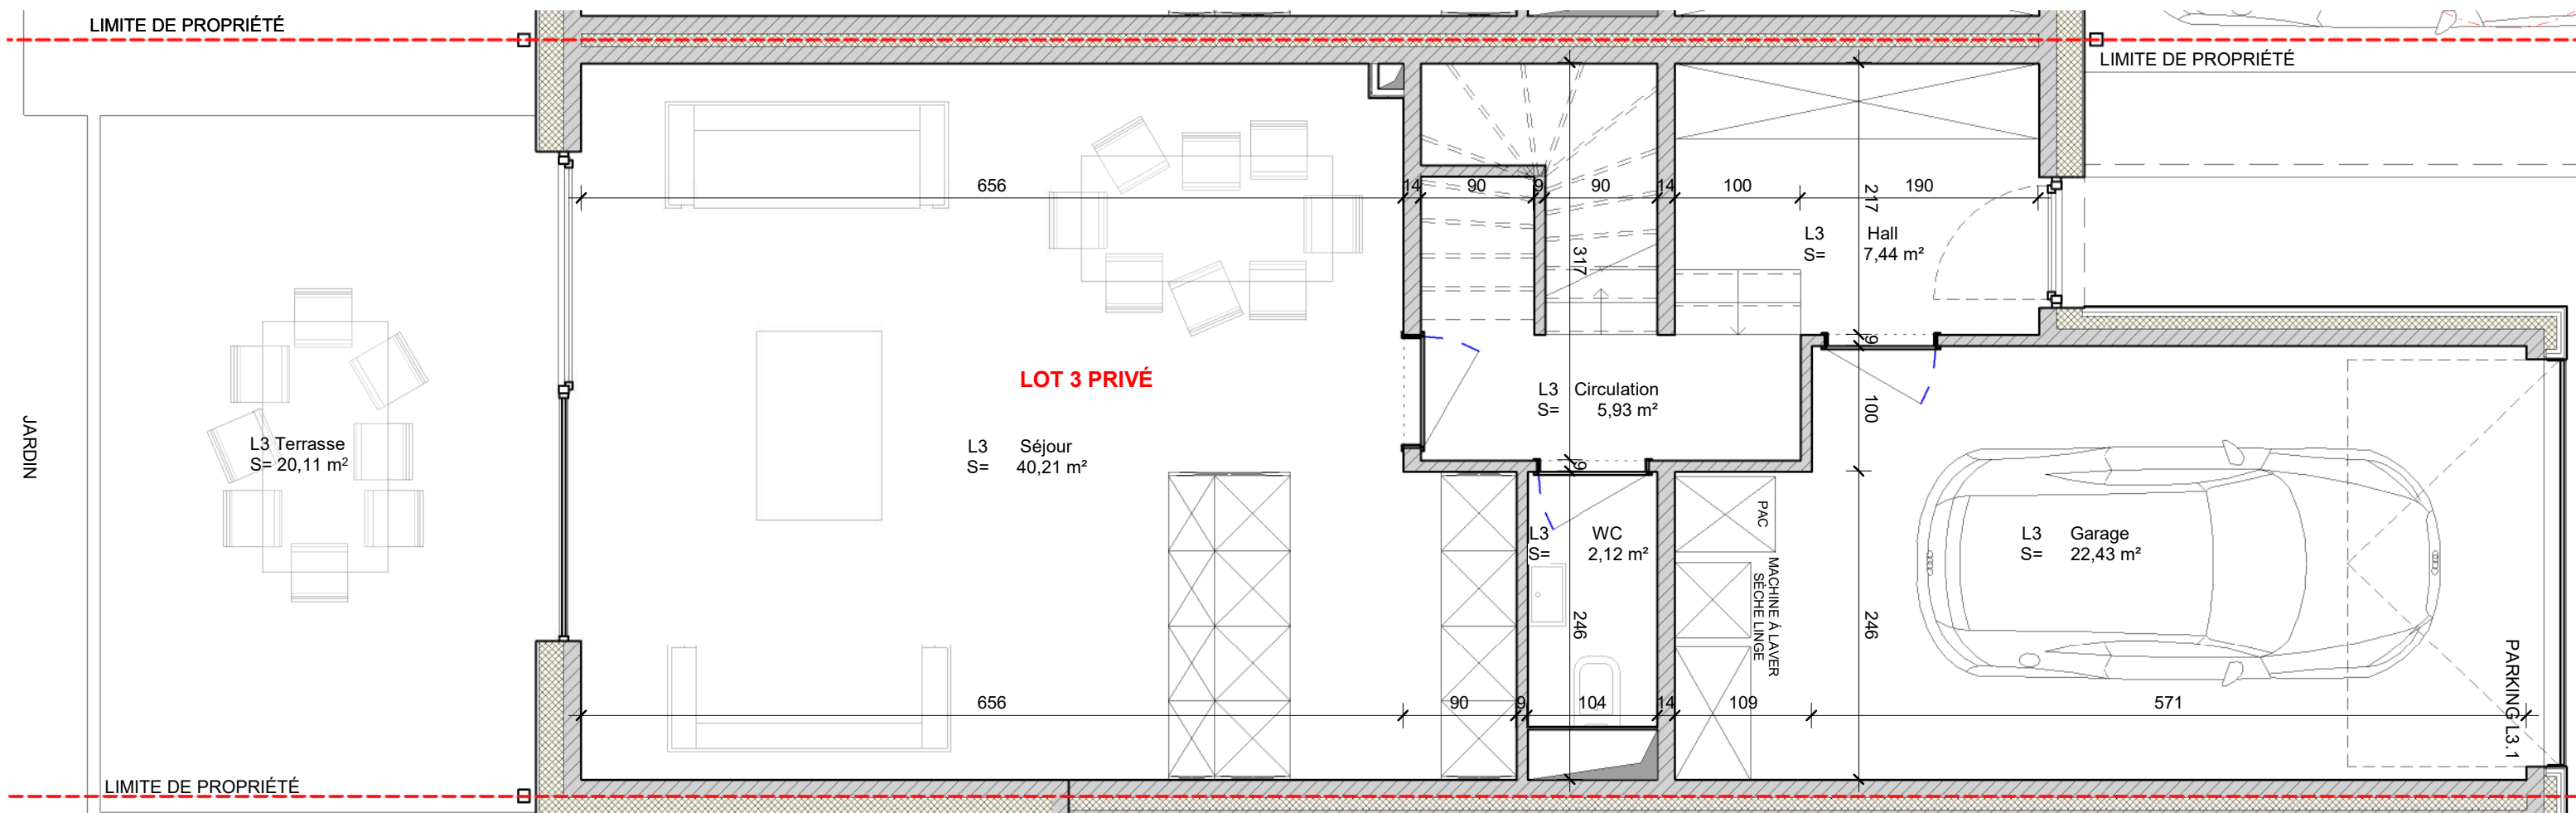 LIMITE DE PROPRIÉTÉ
LIMITE DE PROPRIÉTÉ
656
14
90
9
90
14
100
190
217
L3 Hall
S= 7,44 m²
317
9
LOT 3 PRIVÉ
L3 Circulation
S= 5,93 m²
100
JARDIN
L3 Terrasse
S= 20,11 m²
L3 Séjour
S= 40,21 m²
9
PAC
L3 WC
S= 2,12 m²
L3 Garage
S= 22,43 m²
MACHINE À LAVER
SÈCHE LINGE
246
246
PARKING L3.1
656
90
9
104
14
109
571
LIMITE DE PROPRIÉTÉ